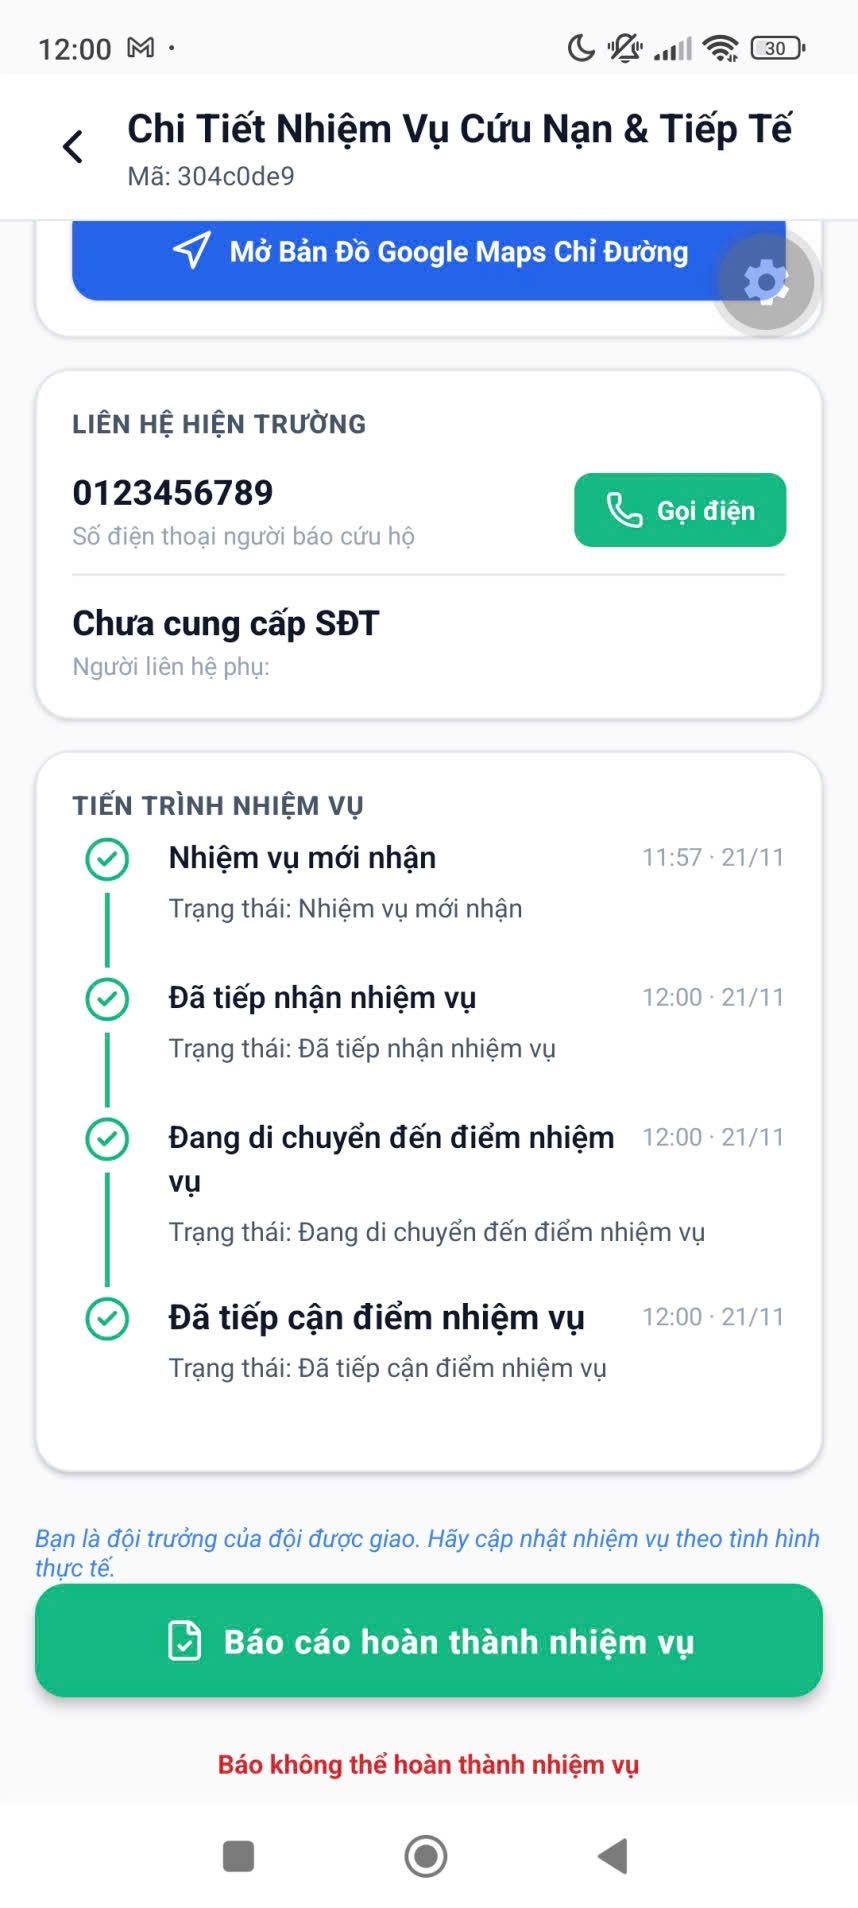 12:00
30
Chi Tiết Nhiệm Vụ Cứu Nạn & Tiếp Tế
Mã: 304c0de9
Mở Bản Đồ Google Maps Chỉ Đường
LIÊN HỆ HIỆN TRƯỜNG
0123456789
Gọi điện
Số điện thoại người báo cứu hộ
Chưa cung cấp SĐT
Người liên hệ phụ:
TIẾN TRÌNH NHIỆM VỤ
Nhiệm vụ mới nhận
11:57 · 21/11
Trạng thái: Nhiệm vụ mới nhận
Đã tiếp nhận nhiệm vụ
12:00 · 21/11
Trạng thái: Đã tiếp nhận nhiệm vụ
Đang di chuyển đến điểm nhiệm
12:00 · 21/11
vụ
Trạng thái: Đang di chuyển đến điểm nhiệm vụ
Đã tiếp cận điểm nhiệm vụ
12:00 · 21/11
Trạng thái: Đã tiếp cận điểm nhiệm vụ
Bạn là đội trưởng của đội được giao. Hãy cập nhật nhiệm vụ theo tình hình
thực tế.
Báo cáo hoàn thành nhiệm vụ
Báo không thể hoàn thành nhiệm vụ